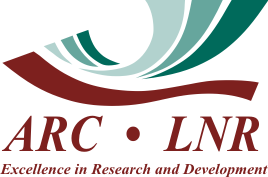 ARC • LNR
Excellence in Research and Development